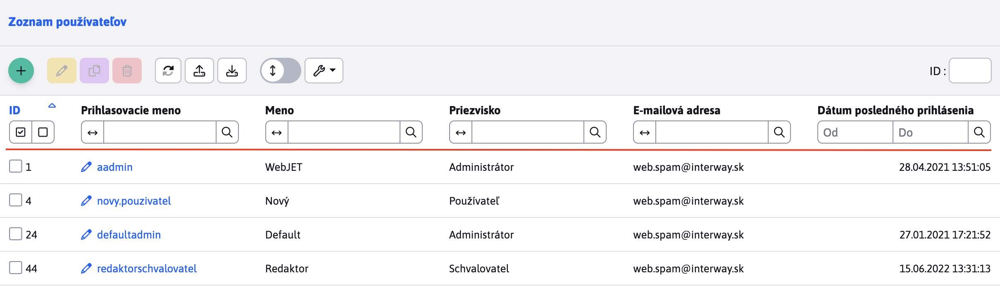 Zoznam používateľov
ID :
ID Prihlasovacie meno Meno Priezvisko E-mailová adresa Dátum posledného prihlásenia
Od Do
1 aadmin WebJET Administrátor web.spam@interway.sk 28.04.2021 13:51:05
4 novy.pouzivatel Nový Používateľ web.spam@interway.sk
24 defaultadmin Default Administrátor web.spam@interway.sk 27.01.2021 17:21:52
44 redaktorschvalovatel Redaktor Schvalovatel web.spam@interway.sk 15.06.2022 13:31:13